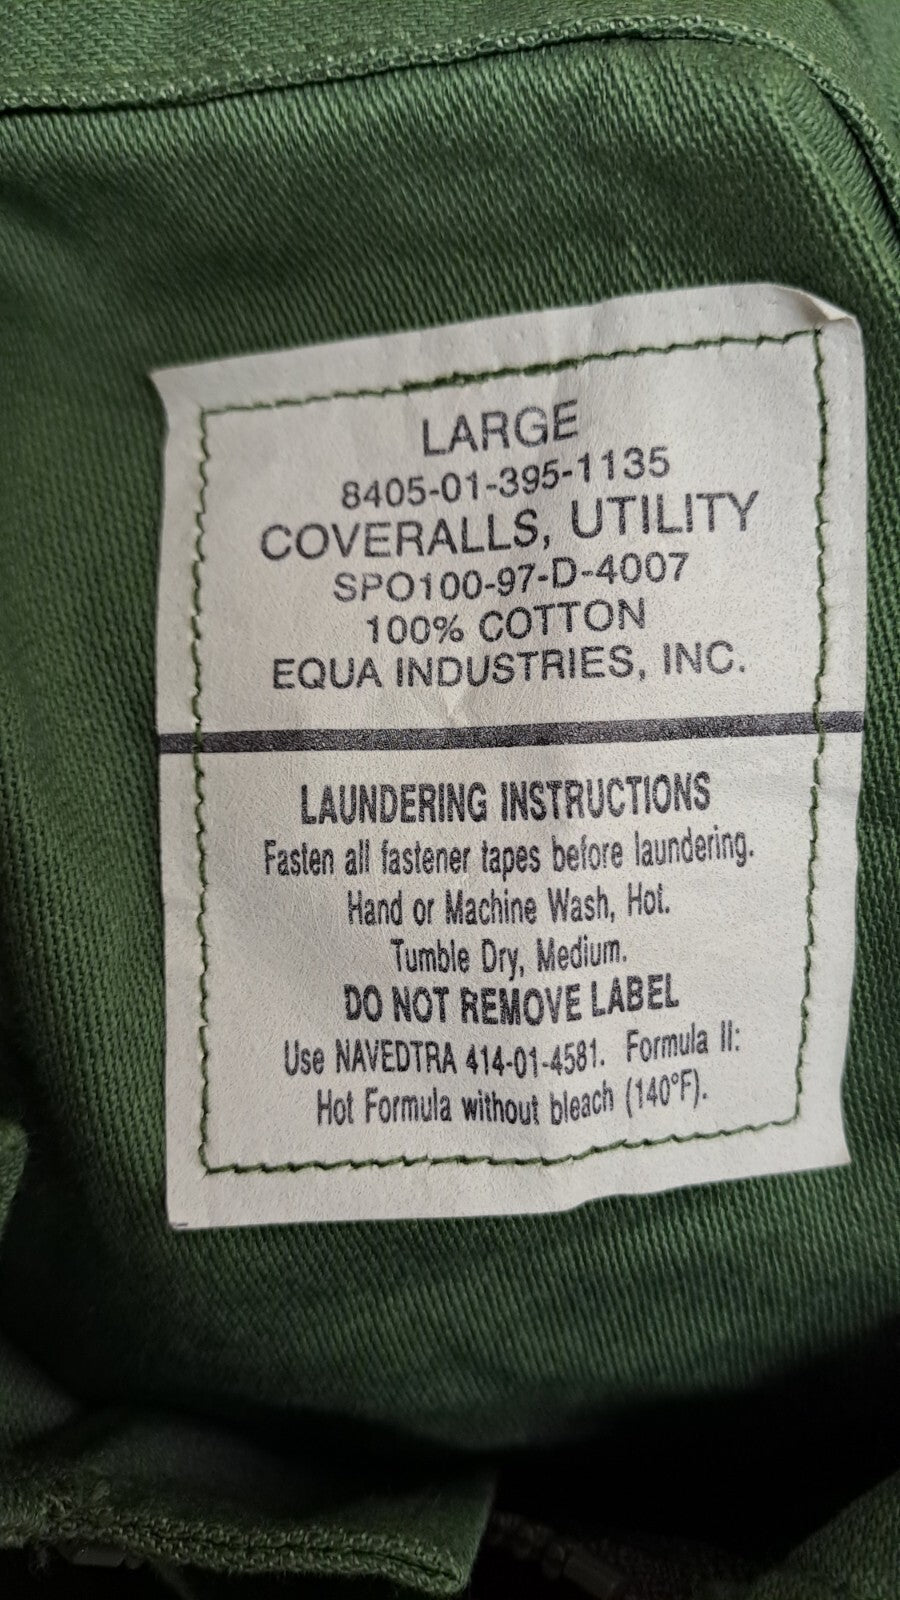 LARGE
8405-01-395-1135
COVERALLS, UTILITY
SPO100-97-D-4007
100% COTTON
EQUA INDUSTRIES, INC.
LAUNDERING INSTRUCTIONS
Fasten all fastener tapes before laundering.
Hand or Machine Wash, Hot.
Tumble Dry, Medium.
DO NOT REMOVE LABEL
Use NAVEDTRA 414-01-4581. Formula II:
Hot Formula without bleach (140°F).